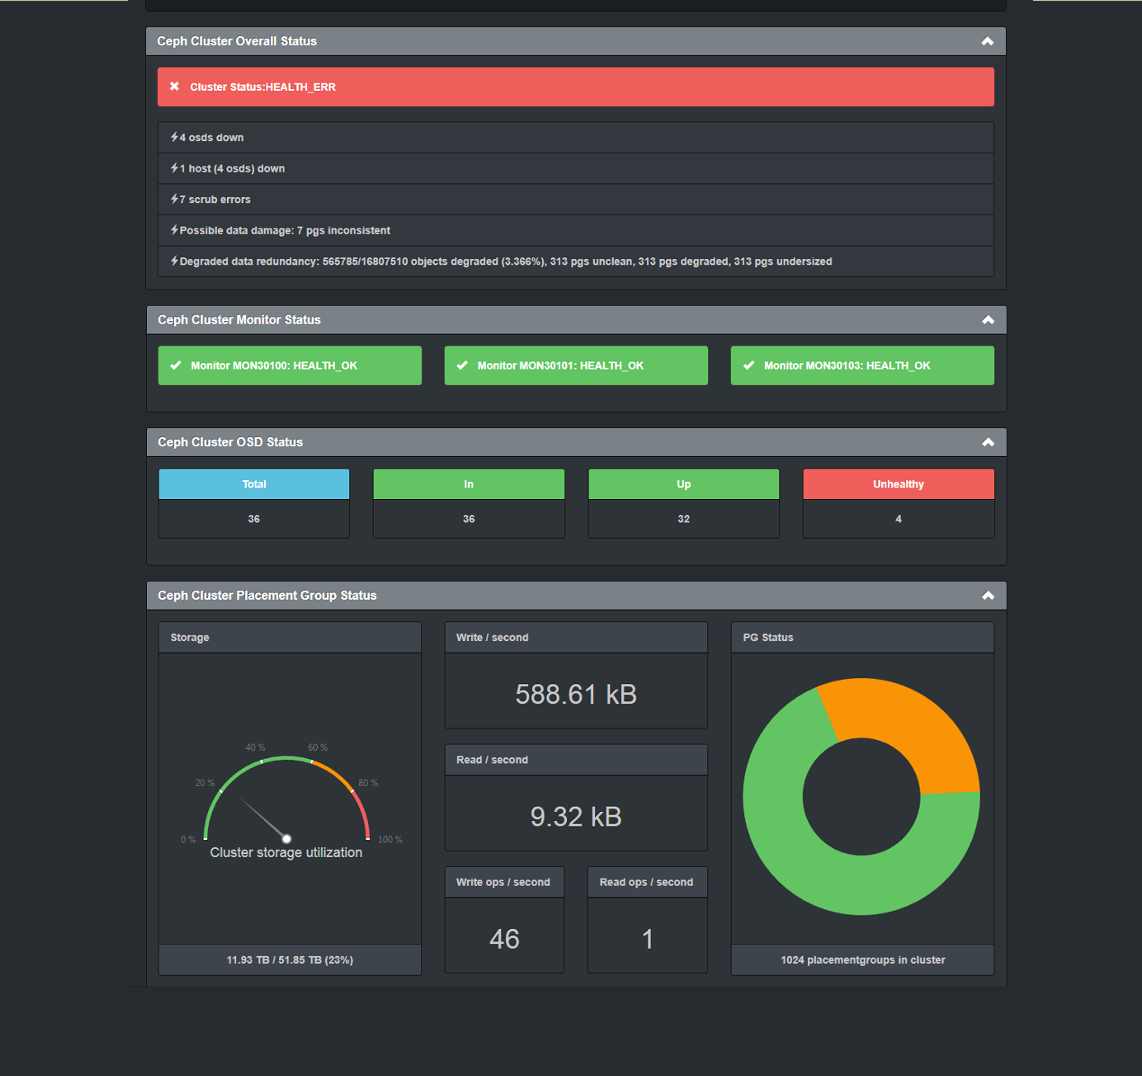 Ceph Cluster Overall Status
Cluster Status:HEALTH_ERR
4 osds down
1 host (4 osds) down
7 scrub errors
Possible data damage: 7 pgs inconsistent
Degraded data redundancy: 565785/16807510 objects degraded (3.366%), 313 pgs unclean, 313 pgs degraded, 313 pgs undersized
Ceph Cluster Monitor Status
Monitor MON30100: HEALTH_OK
Monitor MON30101: HEALTH_OK
Monitor MON30103: HEALTH_OK
Ceph Cluster OSD Status
Total
36
In
36
Up
32
Unhealthy
4
Ceph Cluster Placement Group Status
Storage
0 %
20 %
40 %
60 %
80 %
100 %
Cluster storage utilization
11.93 TB / 51.85 TB (23%)
Write / second
588.61 kB
Read / second
9.32 kB
Write ops / second
46
Read ops / second
1
PG Status
1024 placementgroups in cluster